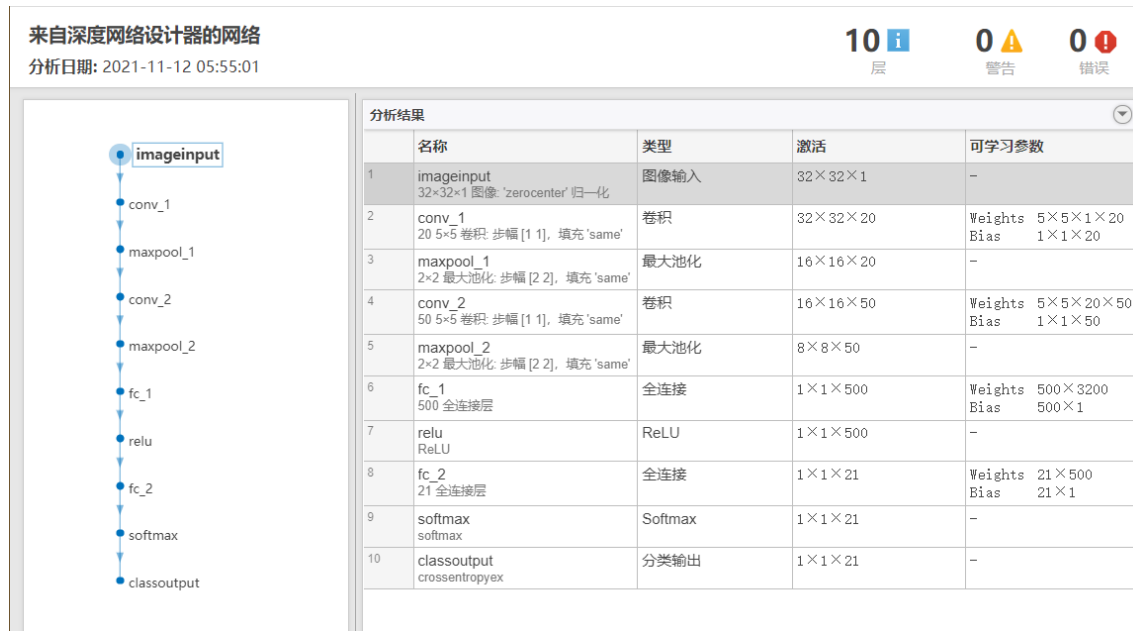 来自深度网络设计器的网络
分析日期: 2021-11-12 05:55:01
10
层
0
警告
0
错误
imageinput
conv_1
maxpool_1
conv_2
maxpool_2
fc_1
relu
fc_2
softmax
classoutput
分析结果
名称 类型 激活 可学习参数
1 imageinput 图像输入 32×32×1 -
32×32×1 图像: 'zerocenter' 归一化
2 conv_1 卷积 32×32×20 Weights 5×5×1×20
20 5×5 卷积: 步幅 [1 1]，填充 'same' Bias 1×1×20
3 maxpool_1 最大池化 16×16×20 -
2×2 最大池化: 步幅 [2 2]，填充 'same'
4 conv_2 卷积 16×16×50 Weights 5×5×20×50
50 5×5 卷积: 步幅 [1 1]，填充 'same' Bias 1×1×50
5 maxpool_2 最大池化 8×8×50 -
2×2 最大池化: 步幅 [2 2]，填充 'same'
6 fc_1 全连接 1×1×500 Weights 500×3200
500 全连接层 Bias 500×1
7 relu ReLU 1×1×500 -
ReLU
8 fc_2 全连接 1×1×21 Weights 21×500
21 全连接层 Bias 21×1
9 softmax Softmax 1×1×21 -
softmax
10 classoutput 分类输出 1×1×21 -
crossentropyex